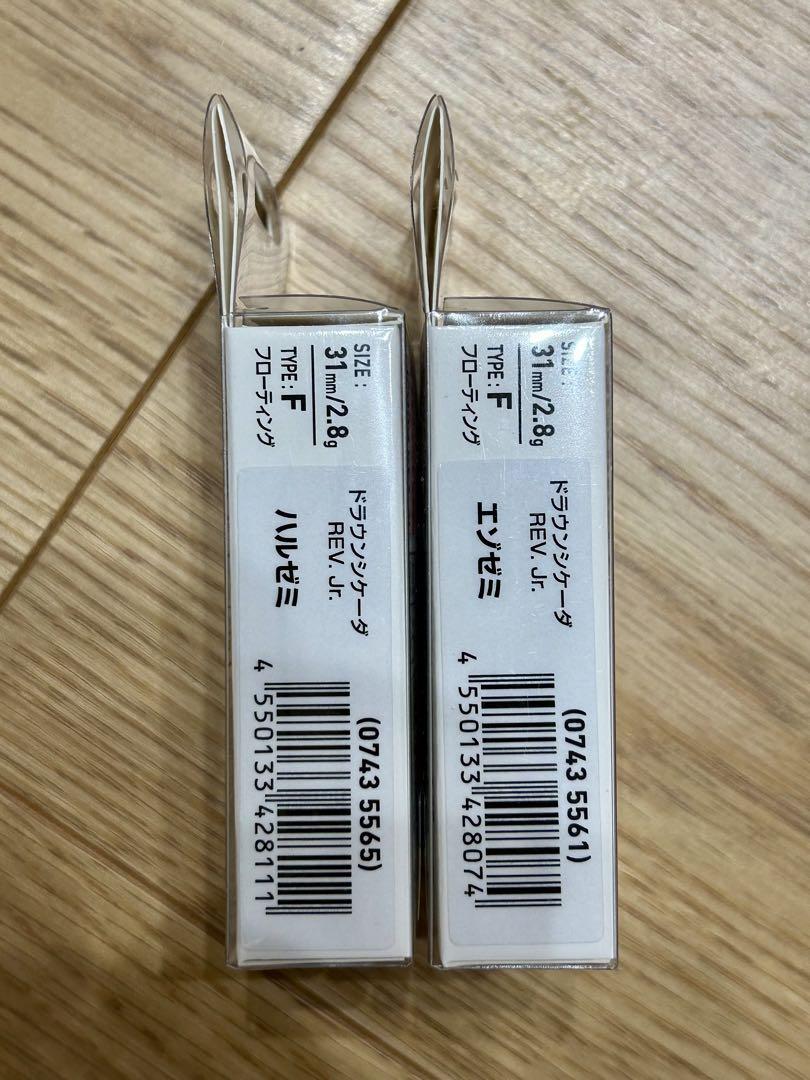 SIZE:
31mm/2.8g
TYPE: F
フローティング
ドラウンシケーダ
REV. Jr.
ハルゼミ
(0743 5565)
4 550133 428111
SIZE:
31mm/2.8g
TYPE: F
フローティング
ドラウンシケーダ
REV. Jr.
エゾゼミ
(0743 5561)
4 550133 428074